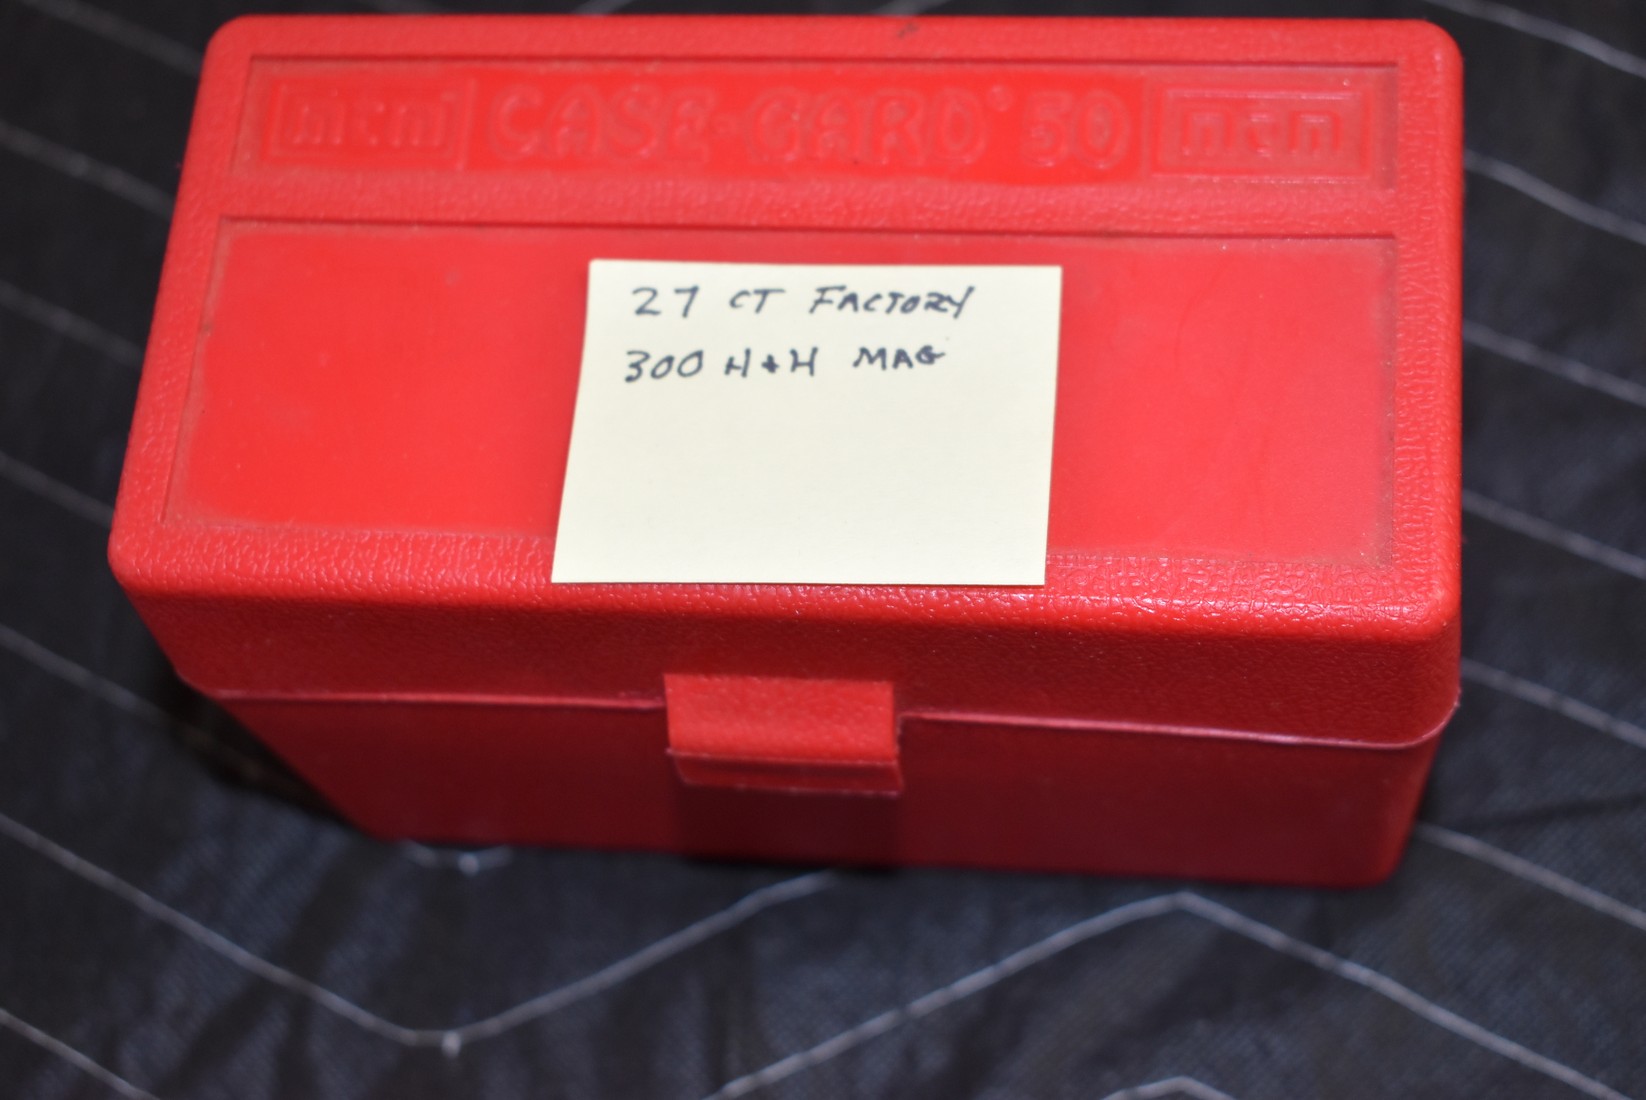 mtm CASE-GARD® 50 mtm
27 CT FACTORY
300 H+H MAG